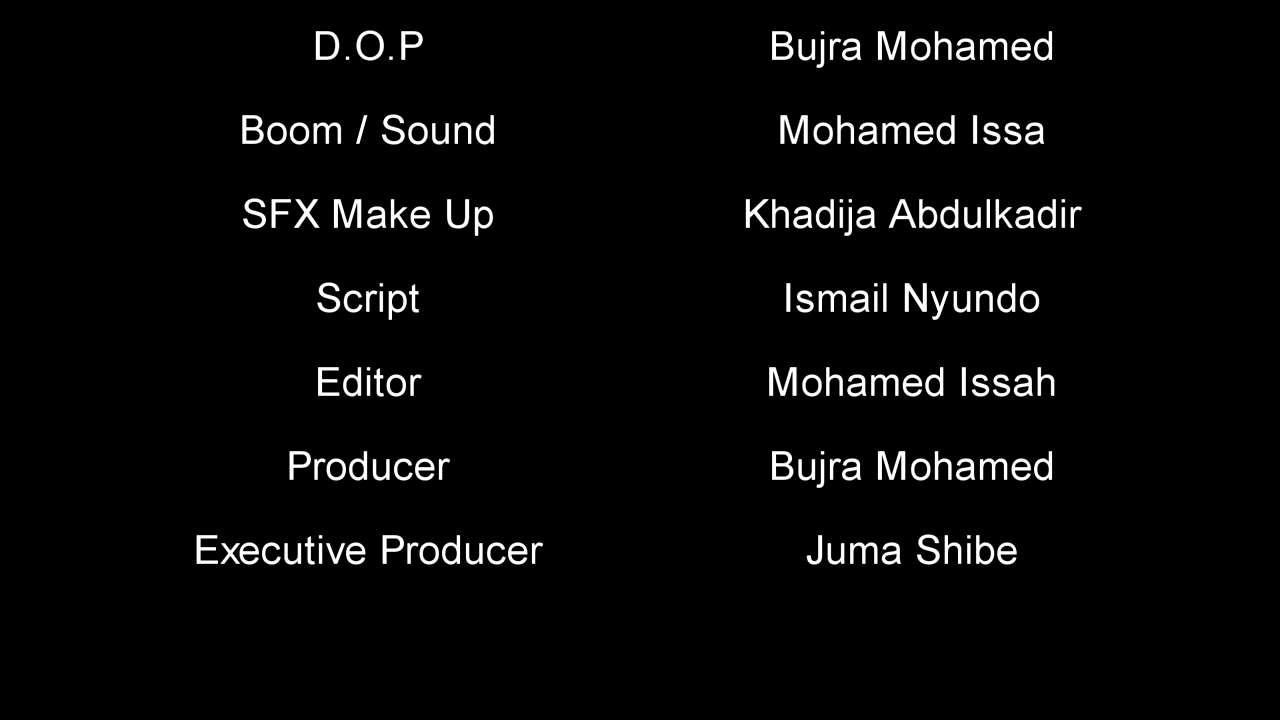 D.O.P Bujra Mohamed
Boom / Sound Mohamed Issa
SFX Make Up Khadija Abdulkadir
Script Ismail Nyundo
Editor Mohamed Issah
Producer Bujra Mohamed
Executive Producer Juma Shibe